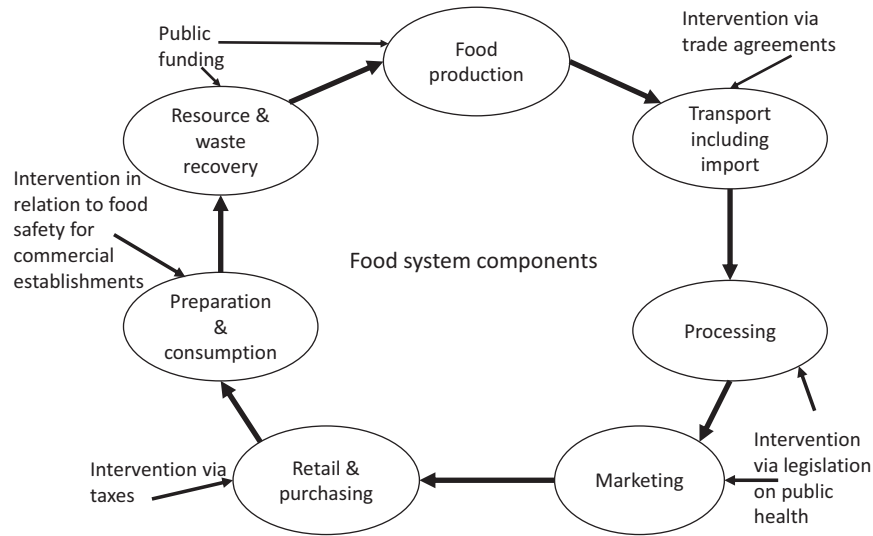 Public
funding
Food
production
Intervention via
trade agreements
Resource &
waste
recovery
Transport
including
import
Intervention in
relation to food
safety for
commercial
establishments
Food system components
Preparation
&
consumption
Processing
Intervention via
taxes
Retail &
purchasing
Marketing
Intervention
via legislation
on public
health